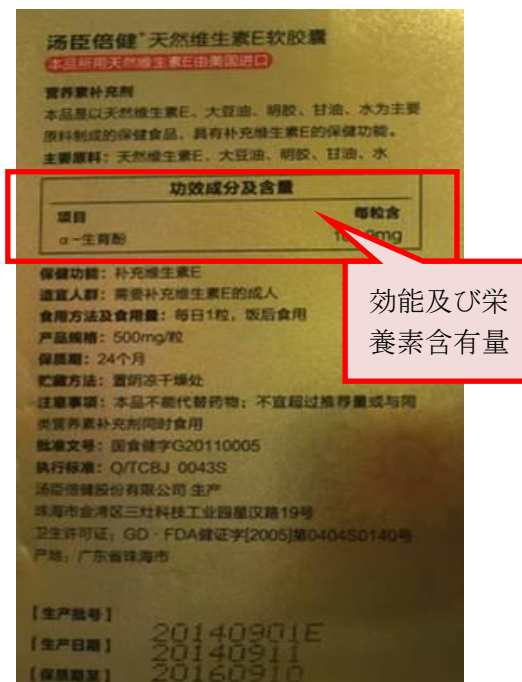 汤臣倍健®天然维生素E软胶囊
本品所用天然维生素E由美国进口
营养素补充剂
本品是以天然维生素E、大豆油、明胶、甘油、水为主要
原料制成的保健食品，具有补充维生素E的保健功能。
主要原料：天然维生素E、大豆油、明胶、甘油、水
功效成分及含量
项目 每粒含
α-生育酚
効能及び栄
養素含有量
保健功能：补充维生素E
适宜人群：需要补充维生素E的成人
食用方法及食用量：每日1粒，饭后食用
产品规格：500mg/粒
保质期：24个月
贮藏方法：置阴凉干燥处
注意事项：本品不能代替药物；不宜超过推荐量或与同
类营养素补充剂同时食用
批准文号：国食健字G20110005
执行标准：Q/TCBJ 0043S
汤臣倍健股份有限公司 生产
珠海市金湾区三灶科技工业园星汉路19号
卫生许可证：GD·FDA健证字[2005]第0404S0140号
产地：广东省珠海市
【生产批号】 20140901E
【生产日期】 20140911
【保质期至】 20160910